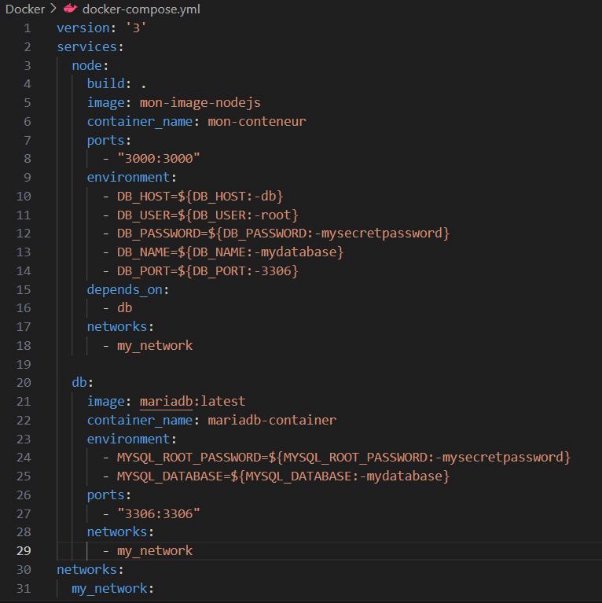 Docker > docker-compose.yml
1 version: '3'
2 services:
3   node:
4     build: .
5     image: mon-image-nodejs
6     container_name: mon-conteneur
7     ports:
8       - "3000:3000"
9     environment:
10       - DB_HOST=${DB_HOST:-db}
11       - DB_USER=${DB_USER:-root}
12       - DB_PASSWORD=${DB_PASSWORD:-mysecretpassword}
13       - DB_NAME=${DB_NAME:-mydatabase}
14       - DB_PORT=${DB_PORT:-3306}
15     depends_on:
16       - db
17     networks:
18       - my_network
19
20   db:
21     image: mariadb:latest
22     container_name: mariadb-container
23     environment:
24       - MYSQL_ROOT_PASSWORD=${MYSQL_ROOT_PASSWORD:-mysecretpassword}
25       - MYSQL_DATABASE=${MYSQL_DATABASE:-mydatabase}
26     ports:
27       - "3306:3306"
28     networks:
29       - my_network
30 networks:
31   my_network: